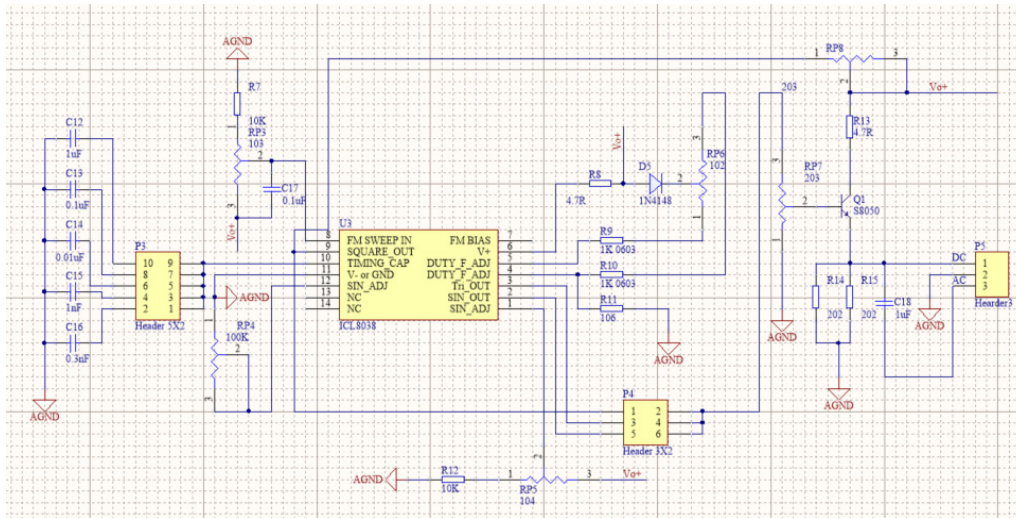 AGND
R7
10K
RP3
103
1
2
3
C17
0.1uF
Vo+
C12
1uF
C13
0.1uF
C14
0.01uF
C15
1nF
C16
0.3nF
AGND
P3
10 9
8 7
6 5
4 3
2 1
Header 5X2
AGND
RP4
100K
1
2
3
U3
8 FM SWEEP IN
9 SQUARE_OUT
10 TIMING_CAP
11 V- or GND
12 SIN_ADJ
13 NC
14 NC
FM BIAS 7
V+ 6
DUTY_F_ADJ 5
DUTY_F_ADJ 4
Tri_OUT 3
SIN_OUT 2
SIN_ADJ 1
ICL8038
R8
4.7R
Vo+
D5
1N4148
RP6
102
3
2
1
R9
1K 0603
R10
1K 0603
R11
106
AGND
1 RP8 3
2
203
Vo+
R13
4.7R
RP7
203
3
2
1
AGND
Q1
S8050
R14
202
R15
202
AGND
C18
1uF
P5
DC 1
2
AC 3
Hearder3
AGND
P4
1 2
3 4
5 6
Header 3X2
AGND
R12
10K
1
2
3
RP5
104
Vo+